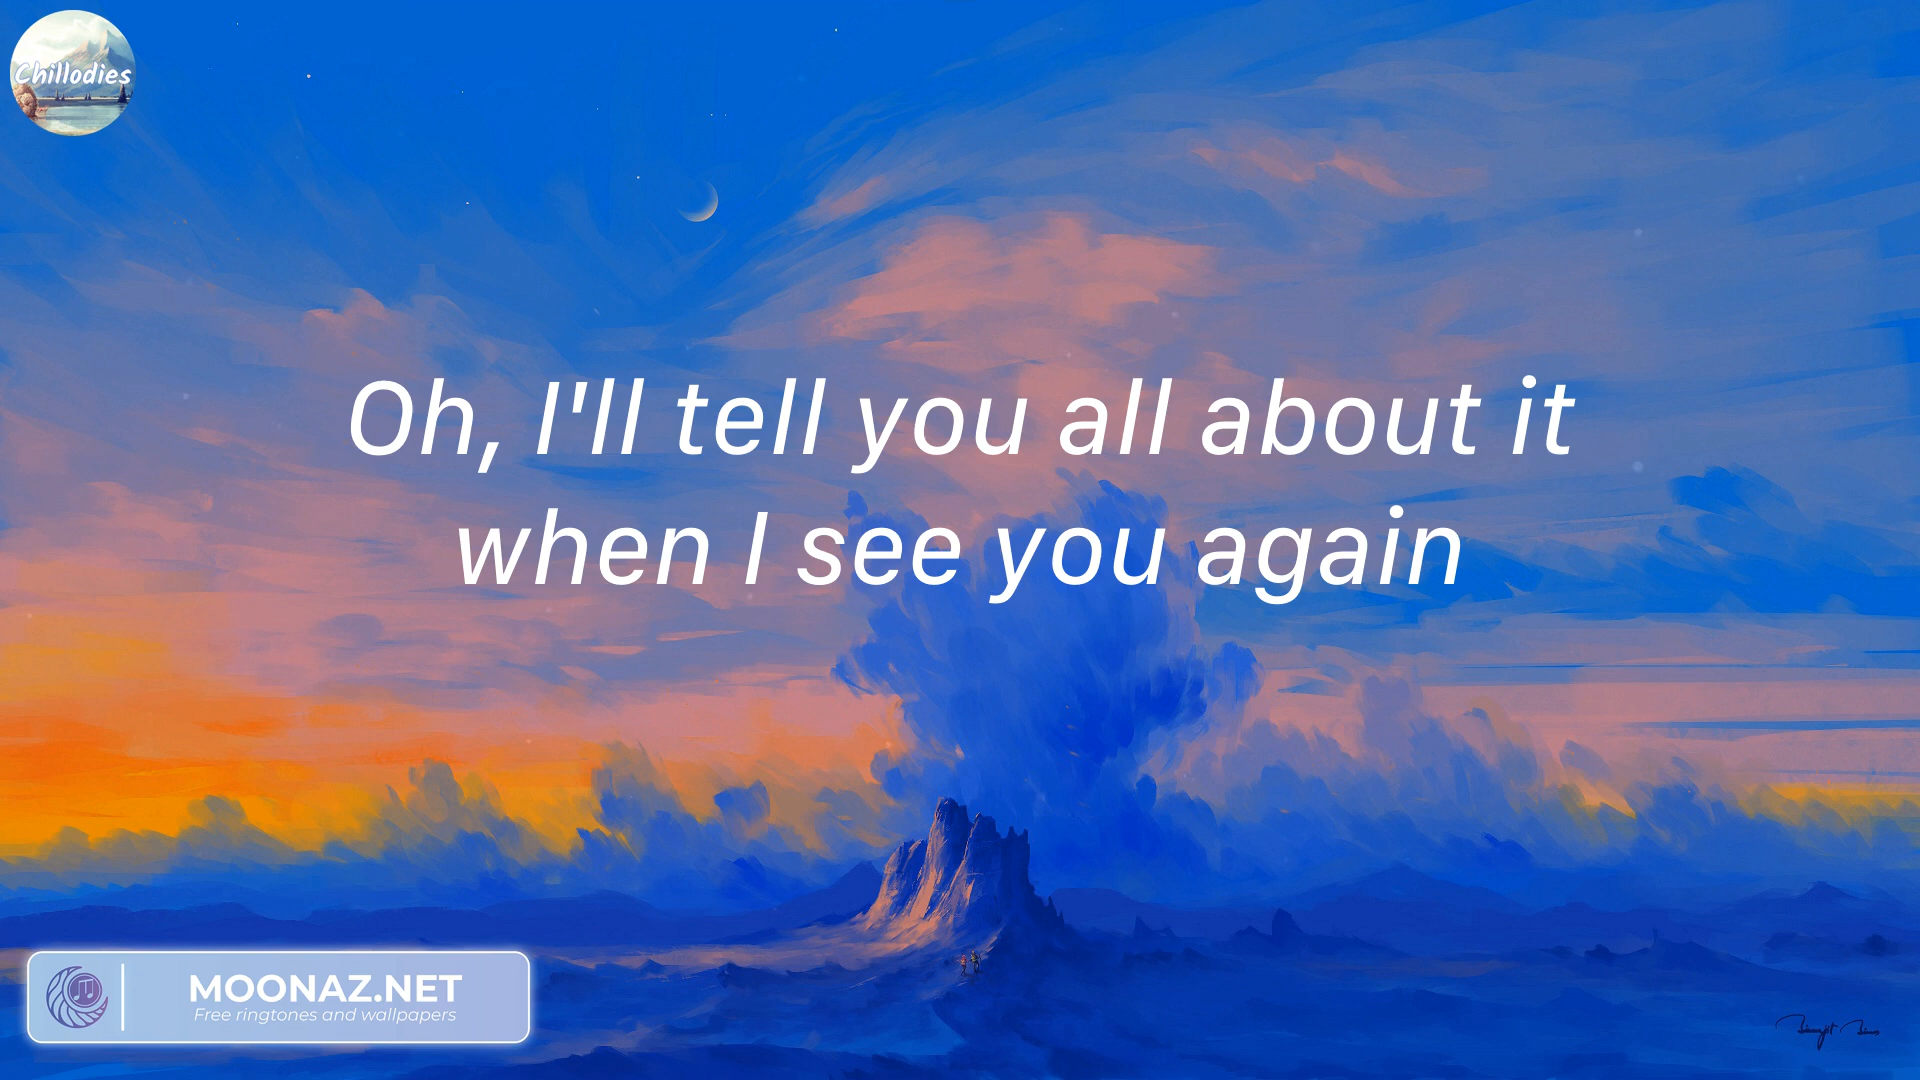 Chillodies
Oh, I'll tell you all about it
when I see you again
MOONAZ.NET
Free ringtones and wallpapers